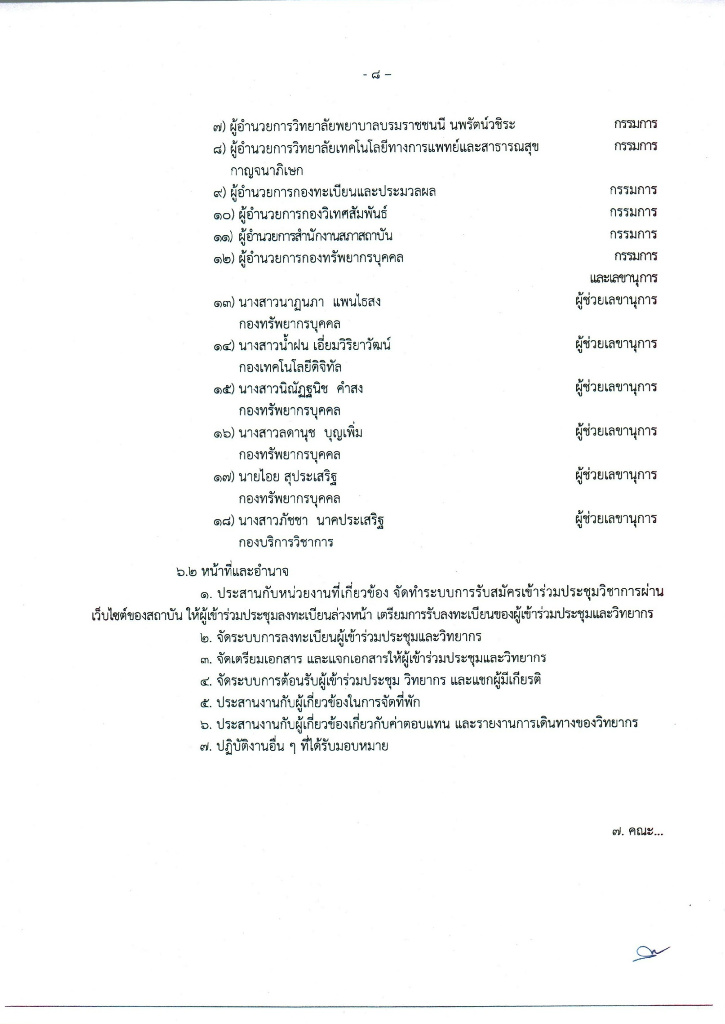 - ๘ -
๗) ผู้อำนวยการวิทยาลัยพยาบาลบรมราชชนนี นพรัตน์วชิระ กรรมการ
๘) ผู้อำนวยการวิทยาลัยเทคโนโลยีทางการแพทย์และสาธารณสุข กรรมการ
กาญจนาภิเษก
๙) ผู้อำนวยการกองทะเบียนและประมวลผล กรรมการ
๑๐) ผู้อำนวยการกองวิเทศสัมพันธ์ กรรมการ
๑๑) ผู้อำนวยการสำนักงานสภาสถาบัน กรรมการ
๑๒) ผู้อำนวยการกองทรัพยากรบุคคล กรรมการ
และเลขานุการ
๑๓) นางสาวนาฏนภา แพนไธสง ผู้ช่วยเลขานุการ
กองทรัพยากรบุคคล
๑๔) นางสาวน้ำฝน เอี่ยมวิริยาวัฒน์ ผู้ช่วยเลขานุการ
กองเทคโนโลยีดิจิทัล
๑๕) นางสาวนิณัฏฐนิช คำสง ผู้ช่วยเลขานุการ
กองทรัพยากรบุคคล
๑๖) นางสาวลดานุช บุญเพิ่ม ผู้ช่วยเลขานุการ
กองทรัพยากรบุคคล
๑๗) นายไอย สุประเสริฐ ผู้ช่วยเลขานุการ
กองทรัพยากรบุคคล
๑๘) นางสาวภัชชา นาคประเสริฐ ผู้ช่วยเลขานุการ
กองบริการวิชาการ
๖.๒ หน้าที่และอำนาจ
๑. ประสานกับหน่วยงานที่เกี่ยวข้อง จัดทำระบบการรับสมัครเข้าร่วมประชุมวิชาการผ่าน
เว็บไซต์ของสถาบัน ให้ผู้เข้าร่วมประชุมลงทะเบียนล่วงหน้า เตรียมการรับลงทะเบียนของผู้เข้าร่วมประชุมและวิทยากร
๒. จัดระบบการลงทะเบียนผู้เข้าร่วมประชุมและวิทยากร
๓. จัดเตรียมเอกสาร และแจกเอกสารให้ผู้เข้าร่วมประชุมและวิทยากร
๔. จัดระบบการต้อนรับผู้เข้าร่วมประชุม วิทยากร และแขกผู้มีเกียรติ
๕. ประสานงานกับผู้เกี่ยวข้องในการจัดที่พัก
๖. ประสานงานกับผู้เกี่ยวข้องเกี่ยวกับค่าตอบแทน และรายงานการเดินทางของวิทยากร
๗. ปฏิบัติงานอื่น ๆ ที่ได้รับมอบหมาย
๗. คณะ...